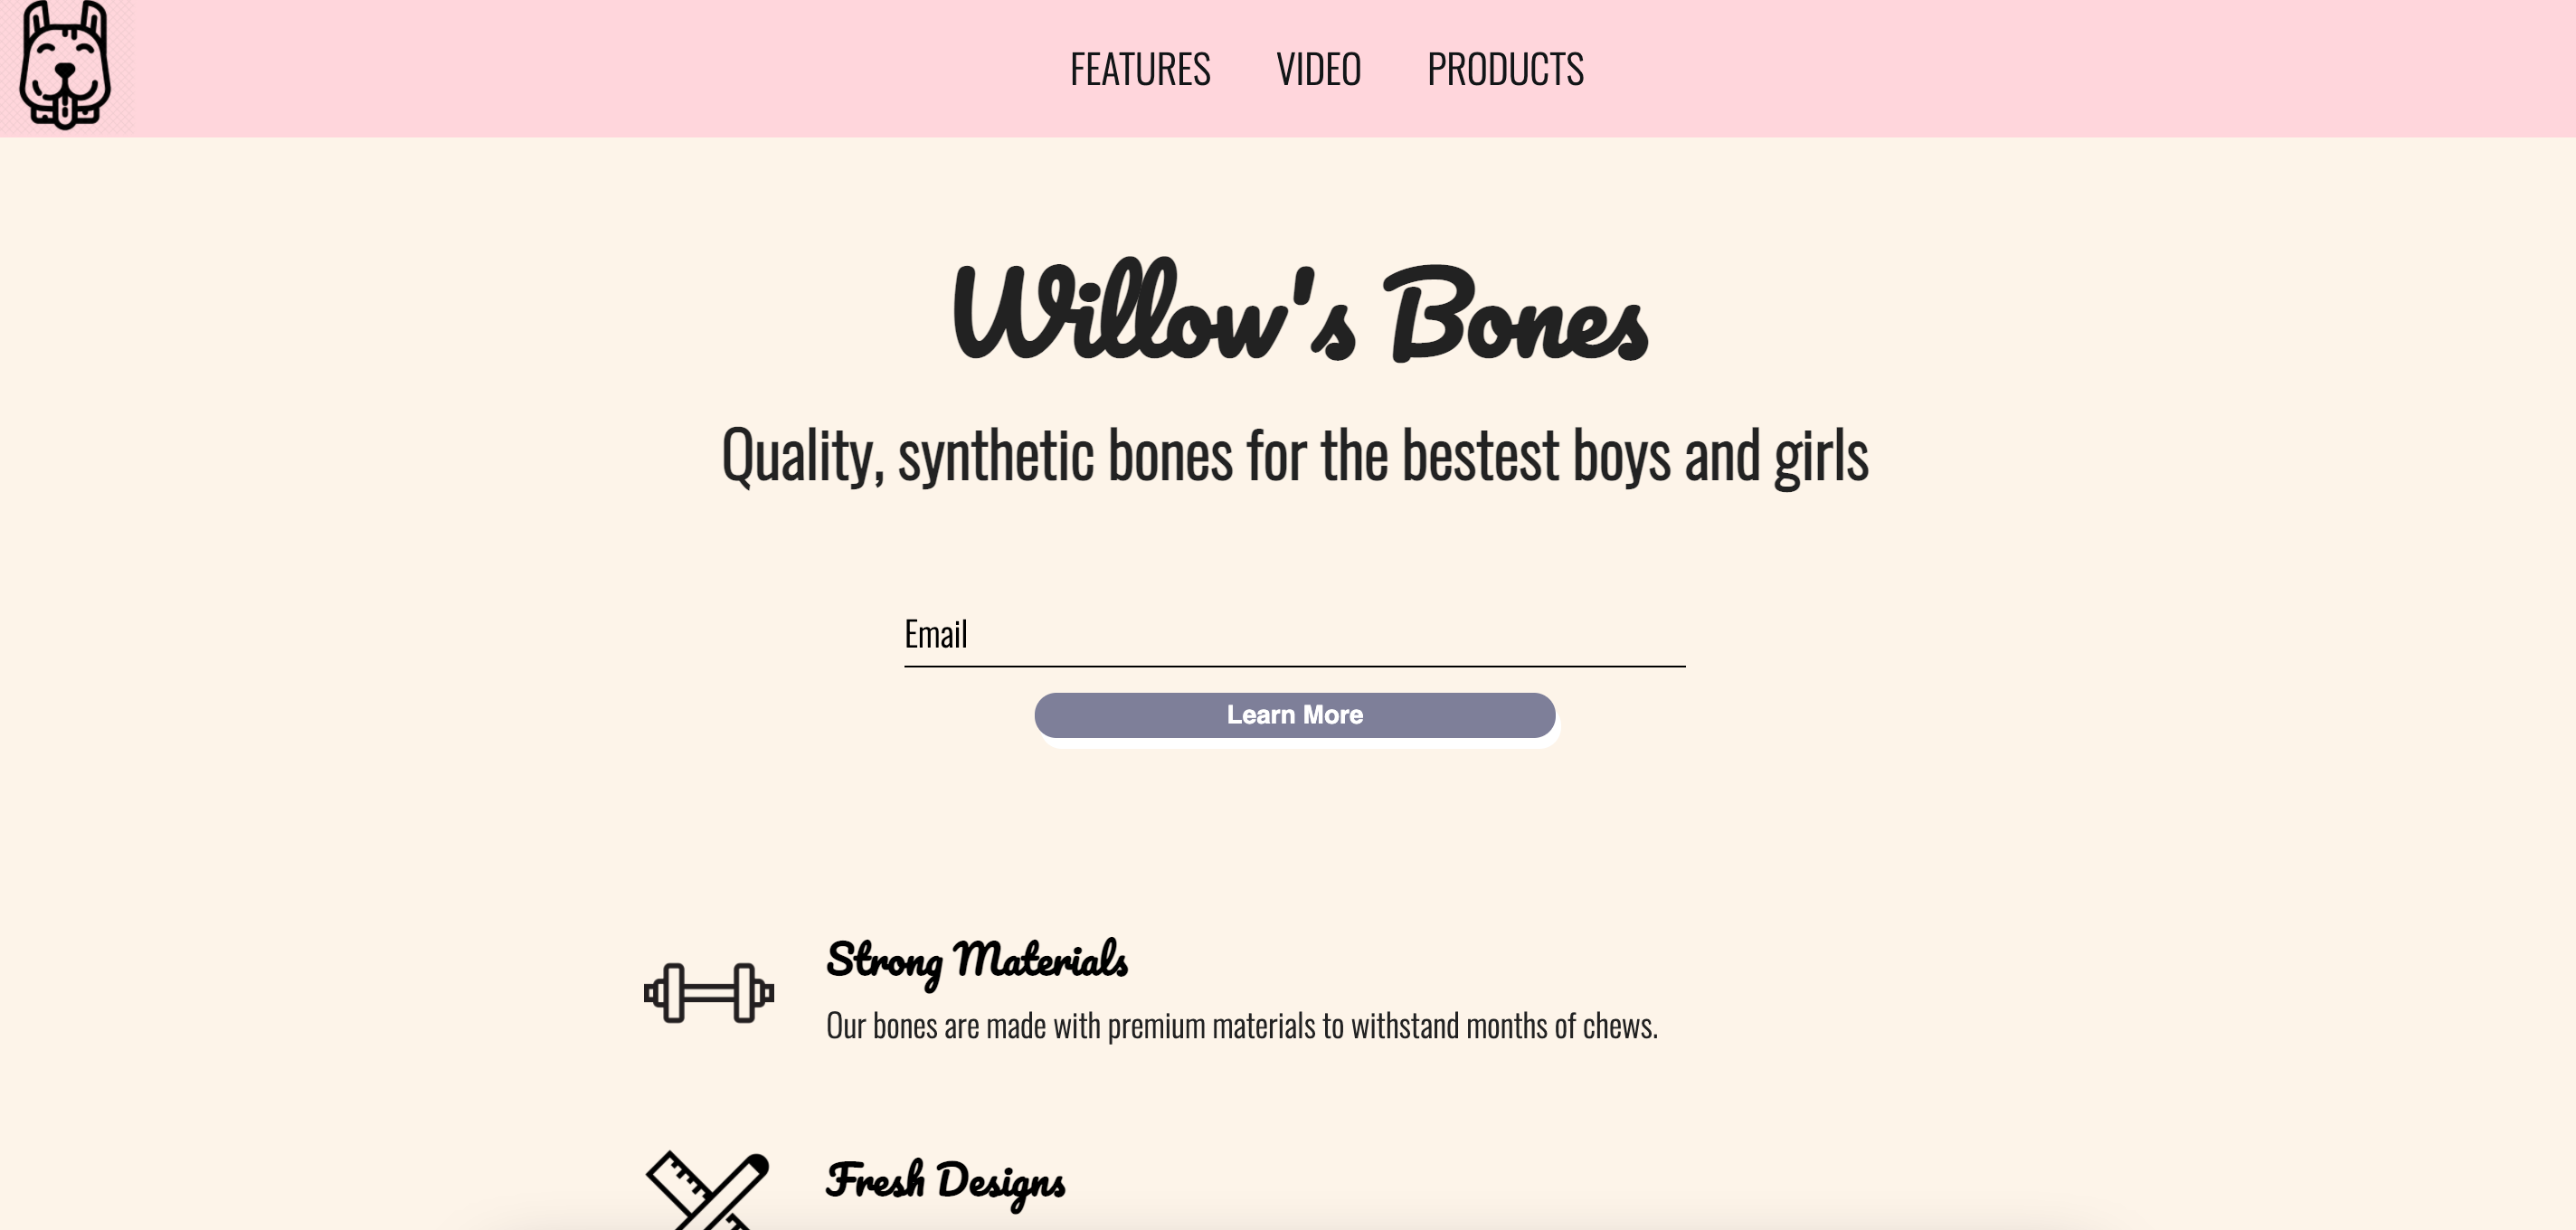 FEATURES VIDEO PRODUCTS
Willow's Bones
Quality, synthetic bones for the bestest boys and girls
Email
Learn More
Strong Materials
Our bones are made with premium materials to withstand months of chews.
Fresh Designs